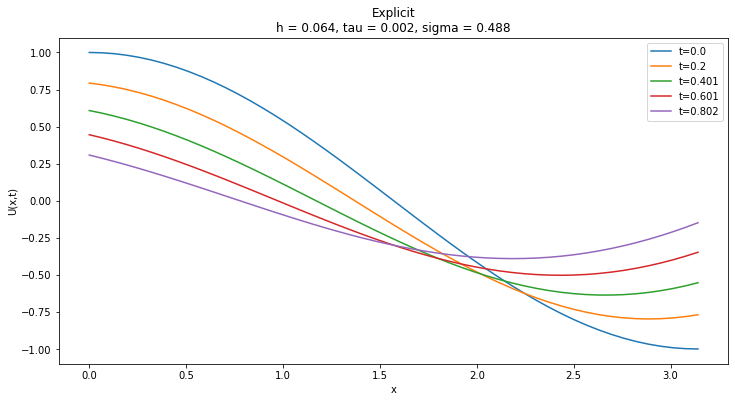 Explicit
h = 0.064, tau = 0.002, sigma = 0.488
t=0.0
t=0.2
t=0.401
t=0.601
t=0.802
1.00
0.75
0.50
0.25
0.00
−0.25
−0.50
−0.75
−1.00
U(x,t)
0.0 0.5 1.0 1.5 2.0 2.5 3.0
x